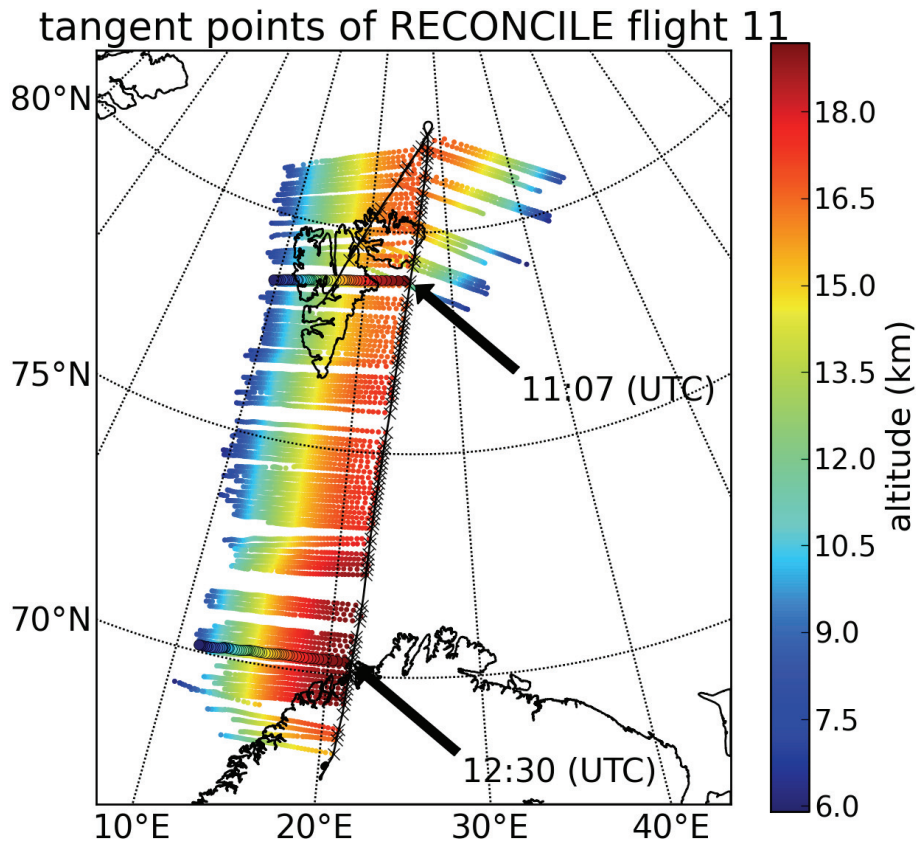 tangent points of RECONCILE flight 11
80°N
75°N
70°N
10°E
20°E
30°E
40°E
11:07 (UTC)
12:30 (UTC)
18.0
16.5
15.0
13.5
12.0
10.5
9.0
7.5
6.0
altitude (km)